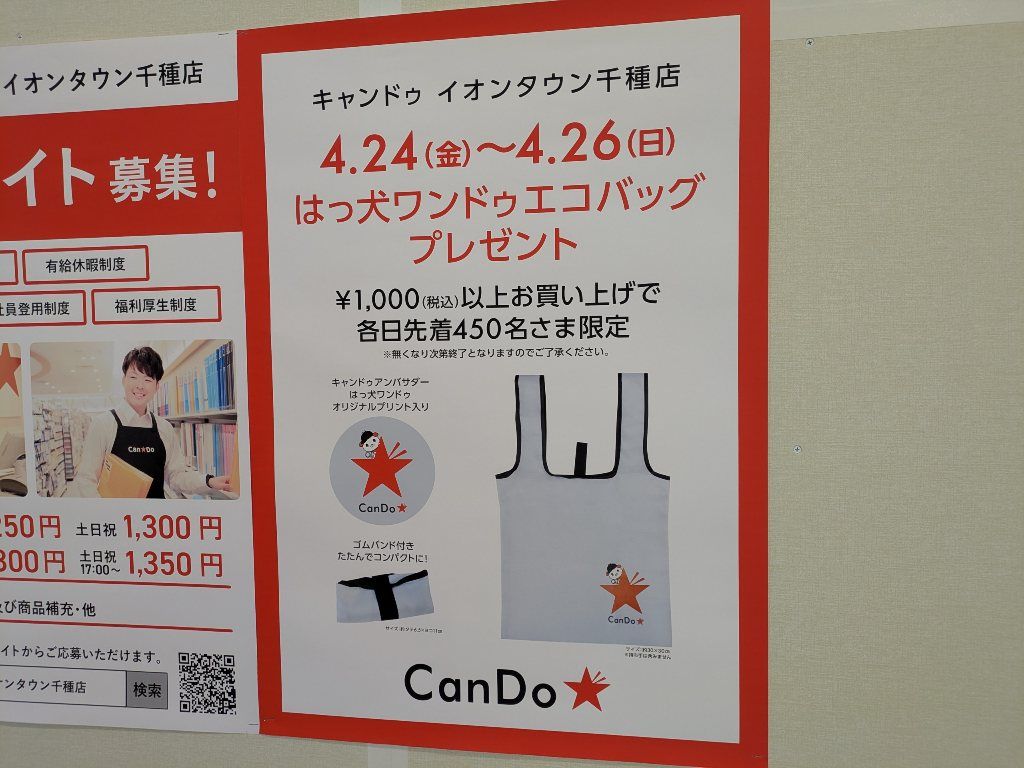 イオンタウン千種店
イト募集!
有給休暇制度
社員登用制度
福利厚生制度
Can★Do
250円 土日祝 1,300円
300円 土日祝 17:00~ 1,350円
及び商品補充・他
イトからご応募いただけます。
オンタウン千種店 検索
キャンドゥ イオンタウン千種店
4.24(金)～4.26(日)
はっ犬ワンドゥエコバッグ
プレゼント
¥1,000(税込)以上お買い上げで
各日先着450名さま限定
※無くなり次第終了となりますのでご了承ください。
キャンドゥアンバサダー
はっ犬ワンドゥ
オリジナルプリント入り
CanDo★
ゴムバンド付き
たたんでコンパクトに!
CanDo★
CanDo★